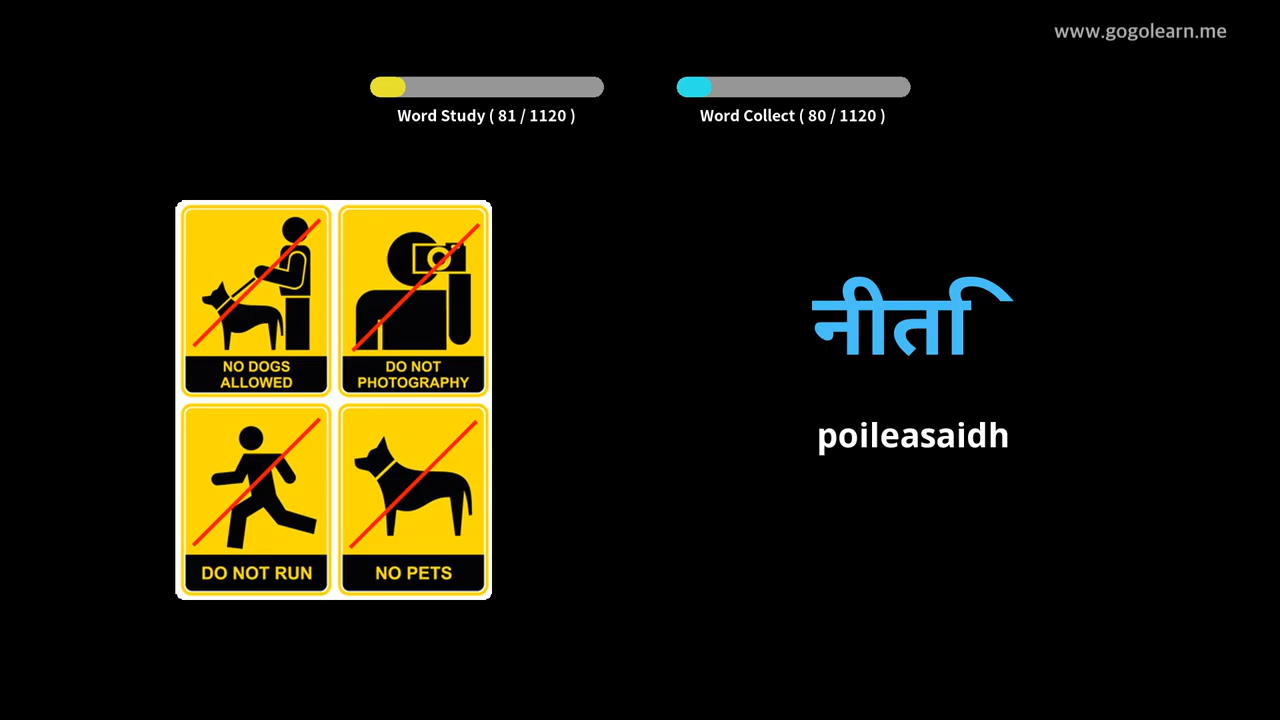 www.gogolearn.me
Word Study ( 81 / 1120 )
Word Collect ( 80 / 1120 )
NO DOGS
ALLOWED
DO NOT
PHOTOGRAPHY
DO NOT RUN
NO PETS
नीति
poileasaidh